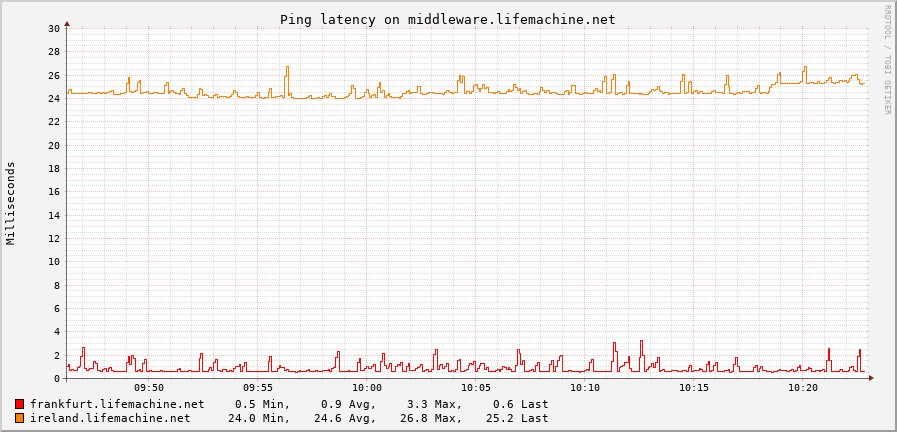 Ping latency on middleware.lifemachine.net
RRDTOOL / TOBI OETIKER
Milliseconds
30
28
26
24
22
20
18
16
14
12
10
8
6
4
2
0
09:50 09:55 10:00 10:05 10:10 10:15 10:20
frankfurt.lifemachine.net 0.5 Min, 0.9 Avg, 3.3 Max, 0.6 Last
ireland.lifemachine.net 24.0 Min, 24.6 Avg, 26.8 Max, 25.2 Last